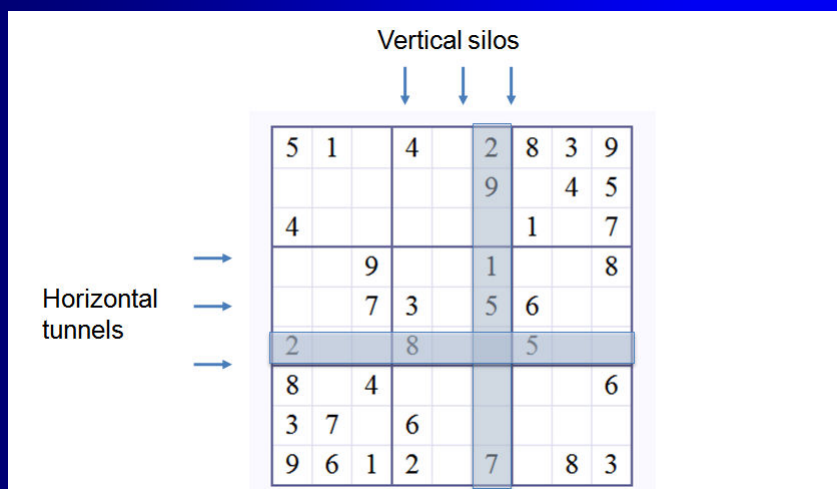 Vertical silos
5 1 4 2 8 3 9
9 4 5
4 1 7
9 1 8
Horizontal
tunnels
7 3 5 6
2 8 5
8 4 6
3 7 6
9 6 1 2 7 8 3